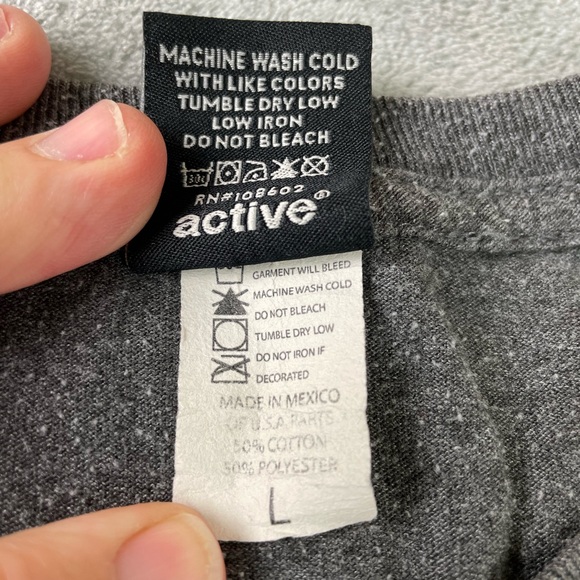 MACHINE WASH COLD
WITH LIKE COLORS
TUMBLE DRY LOW
LOW IRON
DO NOT BLEACH
30c
RN#108602
active®
GARMENT WILL BLEED
MACHINE WASH COLD
DO NOT BLEACH
TUMBLE DRY LOW
DO NOT IRON IF
DECORATED
MADE IN MEXICO
OF U.S.A PARTS
50% COTTON
50% POLYESTER
L